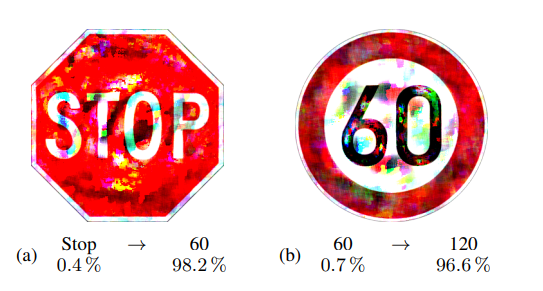 STOP
60
(a) Stop → 60
0.4 % 98.2 %
(b) 60 → 120
0.7 % 96.6 %